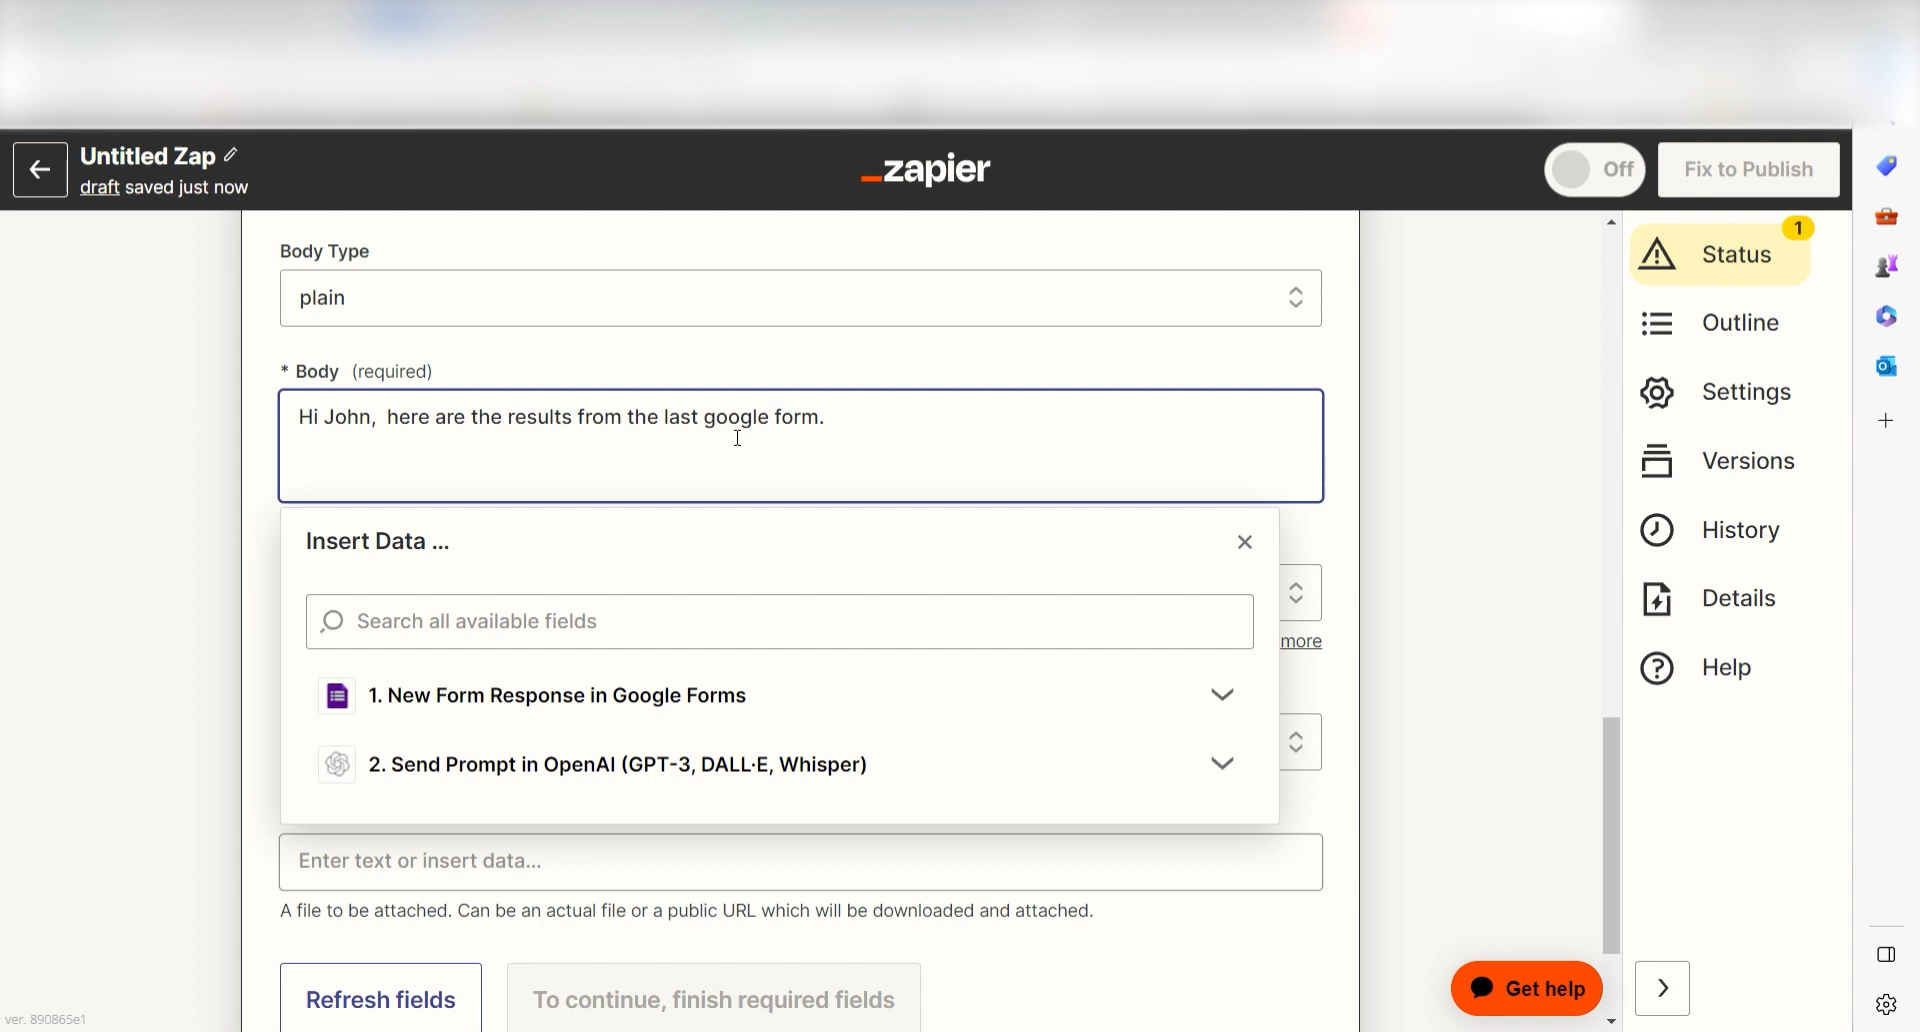 Untitled Zap
draft saved just now
zapier
Off
Fix to Publish
Body Type
plain
* Body (required)
Hi John,  here are the results from the last google form.
Insert Data ...
Search all available fields
more
1. New Form Response in Google Forms
2. Send Prompt in OpenAI (GPT-3, DALL·E, Whisper)
Enter text or insert data...
A file to be attached. Can be an actual file or a public URL which will be downloaded and attached.
Refresh fields
To continue, finish required fields
1
Status
Outline
Settings
Versions
History
Details
Help
Get help
ver. 890865e1